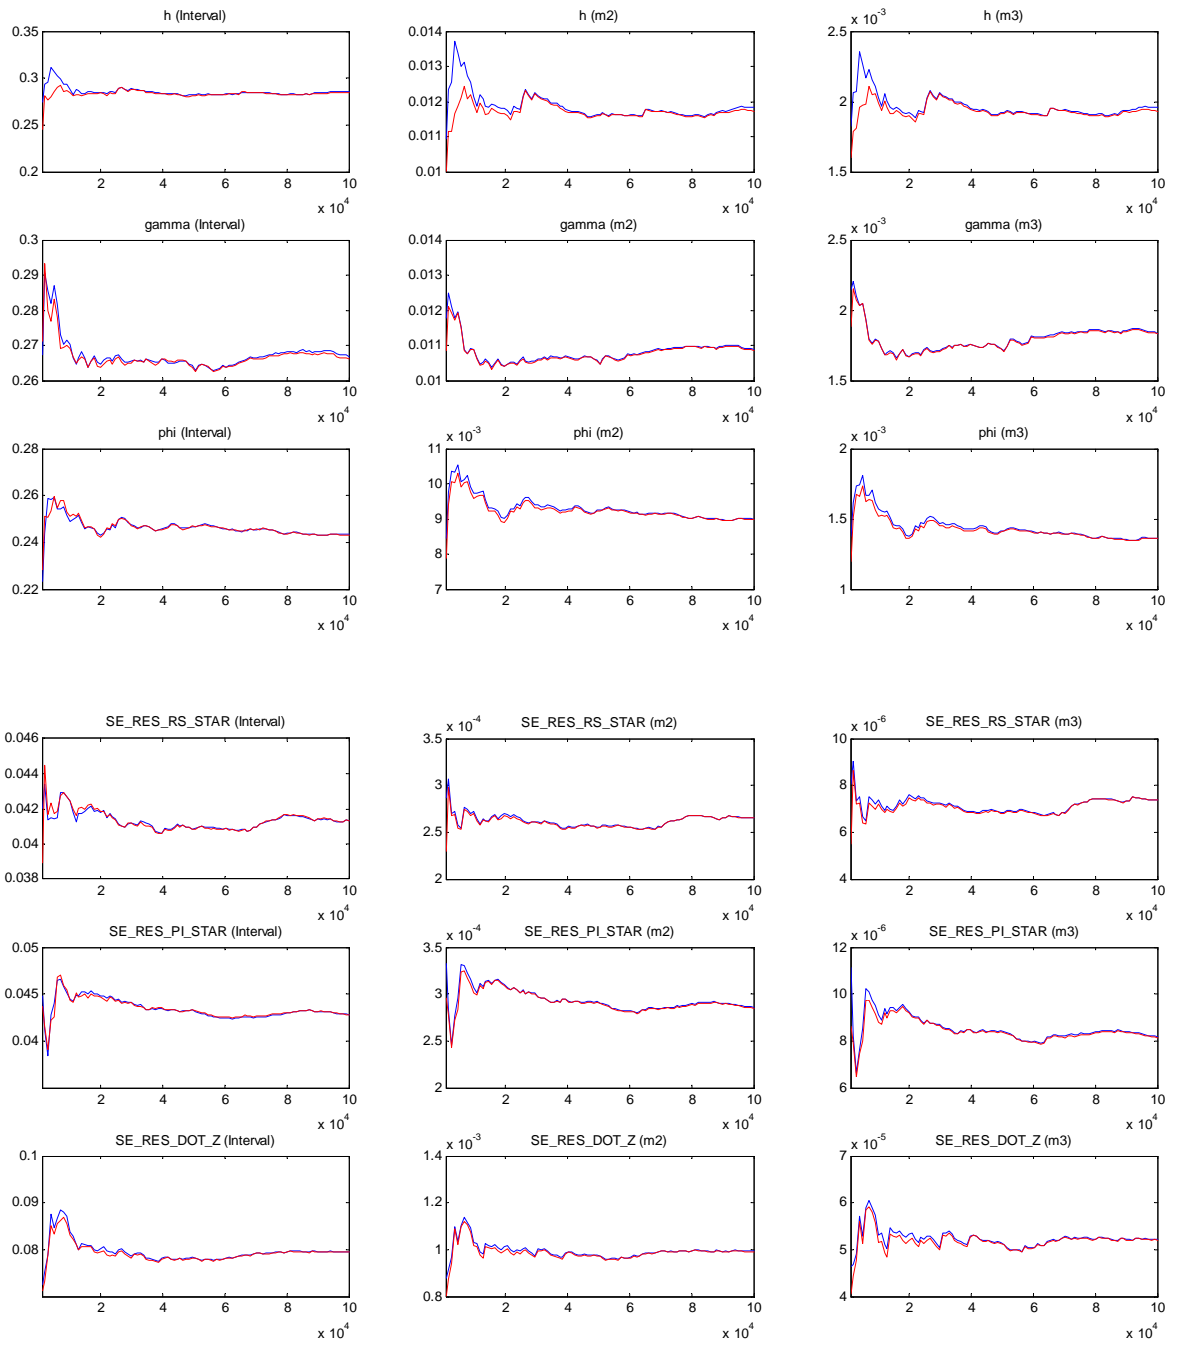 h (Interval)
0.35
0.3
0.25
0.2
2 4 6 8 10
x 10^4
h (m2)
0.014
0.013
0.012
0.011
0.01
2 4 6 8 10
x 10^4
x 10^-3
h (m3)
2.5
2
1.5
2 4 6 8 10
x 10^4
gamma (Interval)
0.3
0.29
0.28
0.27
0.26
2 4 6 8 10
x 10^4
gamma (m2)
0.014
0.013
0.012
0.011
0.01
2 4 6 8 10
x 10^4
x 10^-3
gamma (m3)
2.5
2
1.5
2 4 6 8 10
x 10^4
phi (Interval)
0.28
0.26
0.24
0.22
2 4 6 8 10
x 10^4
x 10^-3
phi (m2)
11
10
9
8
7
2 4 6 8 10
x 10^4
x 10^-3
phi (m3)
2
1.5
1
2 4 6 8 10
x 10^4
SE_RES_RS_STAR (Interval)
0.046
0.044
0.042
0.04
0.038
2 4 6 8 10
x 10^4
x 10^-4
SE_RES_RS_STAR (m2)
3.5
3
2.5
2
2 4 6 8 10
x 10^4
x 10^-6
SE_RES_RS_STAR (m3)
10
8
6
4
2 4 6 8 10
x 10^4
SE_RES_PI_STAR (Interval)
0.05
0.045
0.04
2 4 6 8 10
x 10^4
x 10^-4
SE_RES_PI_STAR (m2)
3.5
3
2.5
2
2 4 6 8 10
x 10^4
x 10^-6
SE_RES_PI_STAR (m3)
12
10
8
6
2 4 6 8 10
x 10^4
SE_RES_DOT_Z (Interval)
0.1
0.09
0.08
2 4 6 8 10
x 10^4
x 10^-3
SE_RES_DOT_Z (m2)
1.4
1.2
1
0.8
2 4 6 8 10
x 10^4
x 10^-5
SE_RES_DOT_Z (m3)
7
6
5
4
2 4 6 8 10
x 10^4